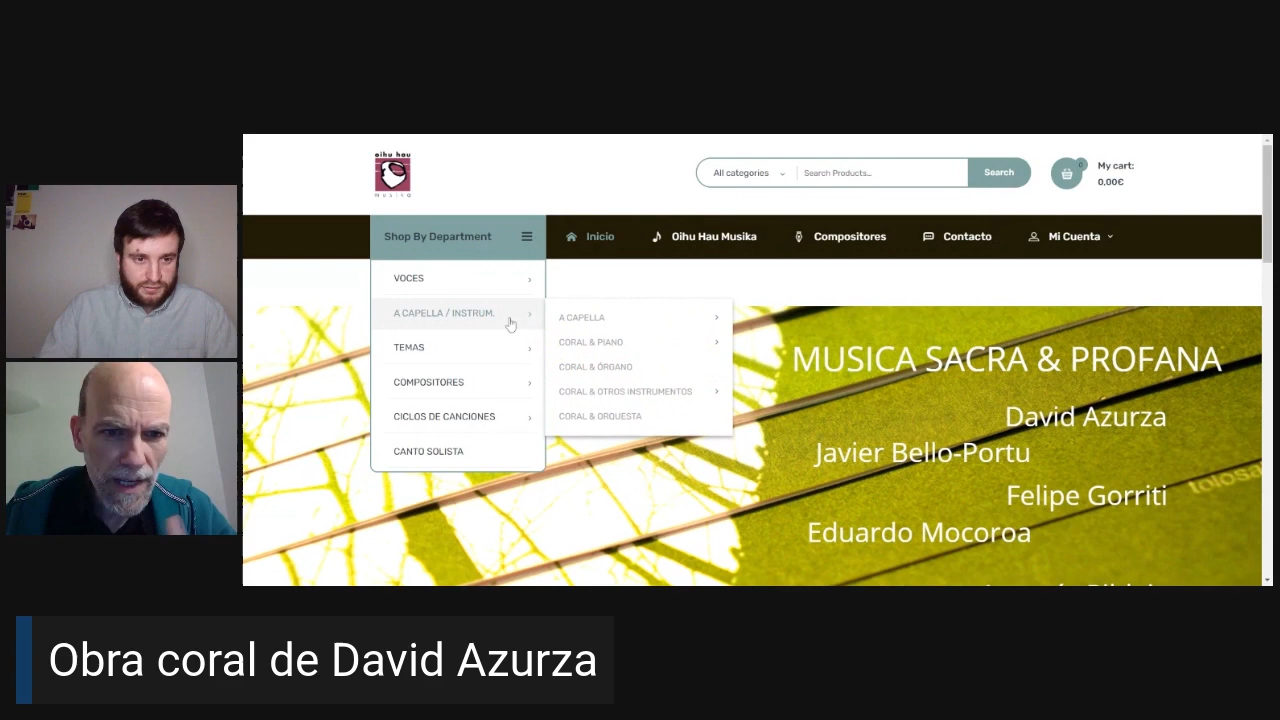 oihu hau
musika
All categories
Search Products...
Search
0
My cart:
0,00€
Shop By Department
Inicio
Oihu Hau Musika
Compositores
Contacto
Mi Cuenta
VOCES
A CAPELLA / INSTRUM.
TEMAS
COMPOSITORES
CICLOS DE CANCIONES
CANTO SOLISTA
A CAPELLA
CORAL & PIANO
CORAL & ÓRGANO
CORAL & OTROS INSTRUMENTOS
CORAL & ORQUESTA
MUSICA SACRA & PROFANA
David Azurza
Javier Bello-Portu
Felipe Gorriti
Eduardo Mocoroa
Obra coral de David Azurza